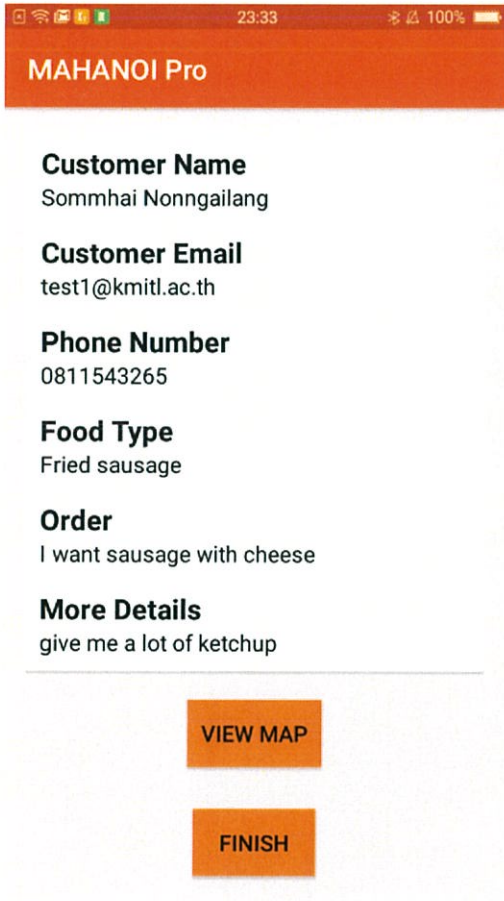 23:33
100%
MAHANOI Pro
Customer Name
Sommhai Nonngailang
Customer Email
test1@kmitl.ac.th
Phone Number
0811543265
Food Type
Fried sausage
Order
I want sausage with cheese
More Details
give me a lot of ketchup
VIEW MAP
FINISH